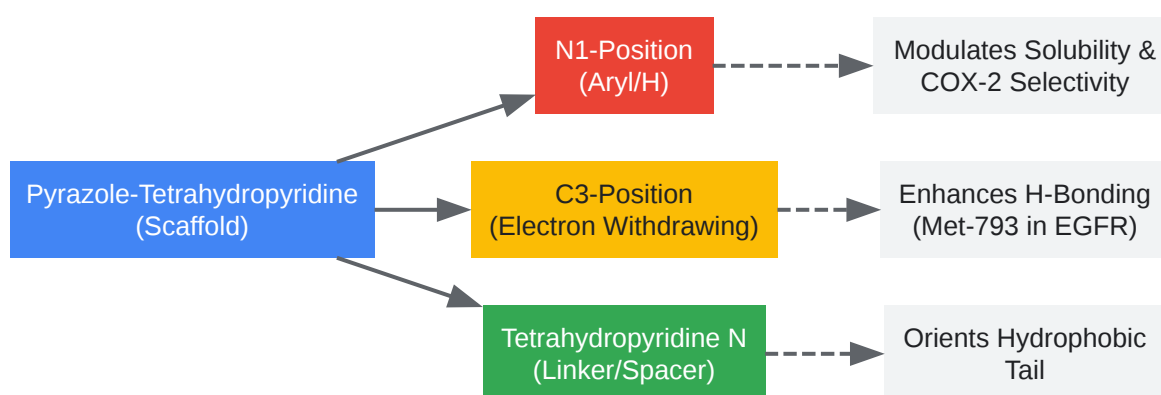 N1-Position
(Aryl/H)
Modulates Solubility &
COX-2 Selectivity
Pyrazole-Tetrahydropyridine
(Scaffold)
C3-Position
(Electron Withdrawing)
Enhances H-Bonding
(Met-793 in EGFR)
Tetrahydropyridine N
(Linker/Spacer)
Orients Hydrophobic
Tail